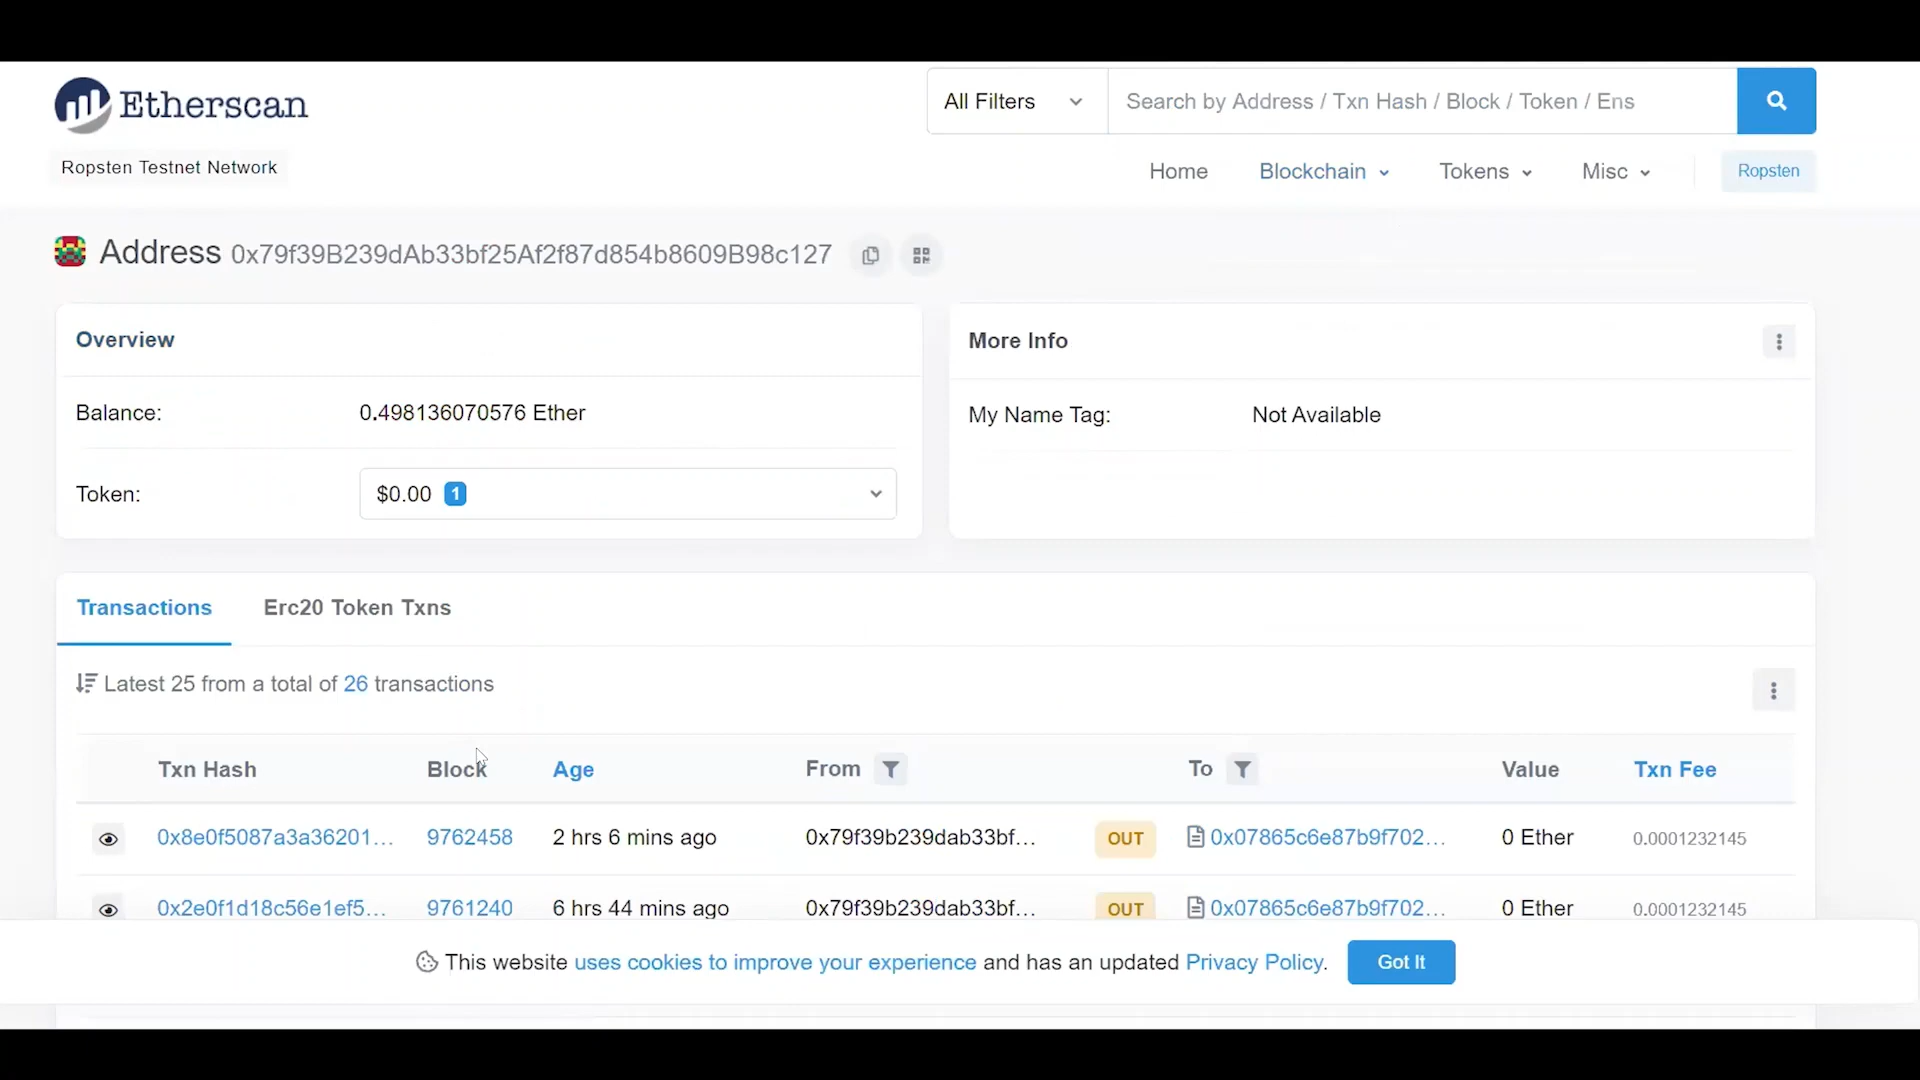 Etherscan
All Filters
Search by Address / Txn Hash / Block / Token / Ens
Ropsten Testnet Network
Home Blockchain Tokens Misc Ropsten
Address 0x79f39B239dAb33bf25Af2f87d854b8609B98c127
Overview
Balance: 0.498136070576 Ether
Token: $0.00 1
More Info
My Name Tag: Not Available
Transactions Erc20 Token Txns
Latest 25 from a total of 26 transactions
Txn Hash Block Age From To Value Txn Fee
0x8e0f5087a3a36201... 9762458 2 hrs 6 mins ago 0x79f39b239dab33bf... OUT 0x07865c6e87b9f702... 0 Ether 0.0001232145
0x2e0f1d18c56e1ef5... 9761240 6 hrs 44 mins ago 0x79f39b239dab33bf... OUT 0x07865c6e87b9f702... 0 Ether 0.0001232145
This website uses cookies to improve your experience and has an updated Privacy Policy. Got It